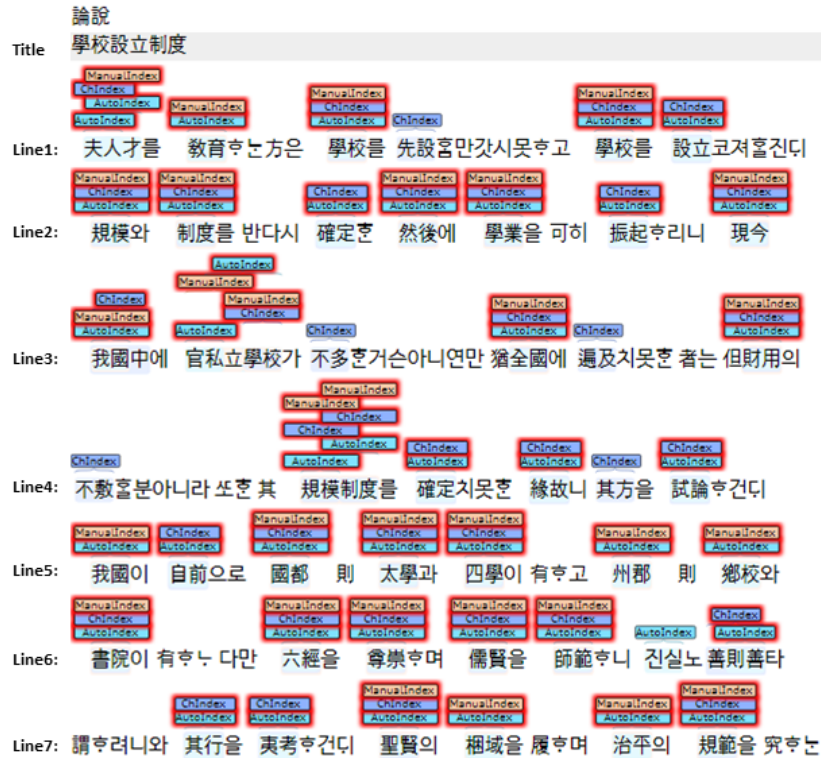 論說
Title 學校設立制度
ManualIndex
ChIndex ManualIndex ManualIndex
AutoIndex ManualIndex ChIndex ChIndex ChIndex
AutoIndex AutoIndex AutoIndex ChIndex AutoIndex AutoIndex
Line1: 夫人才를 敎育ᄒᆞᄂᆞᆫ方은 學校를 先設ᄒᆞᆷ만갓시못ᄒᆞ고 學校를 設立코져ᄒᆞᆯ진ᄃᆡ
ManualIndex ManualIndex ManualIndex ManualIndex ManualIndex
ChIndex ChIndex ChIndex ChIndex ChIndex ChIndex ChIndex
AutoIndex AutoIndex AutoIndex AutoIndex AutoIndex AutoIndex AutoIndex
Line2: 規模와 制度를 반다시 確定ᄒᆞᆫ 然後에 學業을 可히 振起ᄒᆞ리니 現今
AutoIndex
ManualIndex
ChIndex ManualIndex ManualIndex ManualIndex
ManualIndex ChIndex ChIndex ChIndex
AutoIndex AutoIndex ChIndex AutoIndex ChIndex AutoIndex
Line3: 我國中에 官私立學校가 不多ᄒᆞᆫ거슨아니연만 猶全國에 遍及치못ᄒᆞᆫ 者는 但財用의
ManualIndex
ManualIndex
ChIndex
ChIndex
AutoIndex ChIndex ChIndex ChIndex
ChIndex AutoIndex AutoIndex AutoIndex ChIndex AutoIndex
Line4: 不敷ᄒᆞᆯ분아니라 ᄯᅩᄒᆞᆫ 其 規模制度를 確定치못ᄒᆞᆫ 緣故니 其方을 試論ᄒᆞ건ᄃᆡ
ManualIndex ManualIndex ManualIndex
ManualIndex ChIndex ChIndex ChIndex ChIndex ManualIndex ManualIndex
AutoIndex AutoIndex AutoIndex AutoIndex AutoIndex AutoIndex AutoIndex
Line5: 我國이 自前으로 國都 則 太學과 四學이 有ᄒᆞ고 州郡 則 鄕校와
ManualIndex ManualIndex ManualIndex ManualIndex ManualIndex
ChIndex ChIndex ChIndex ChIndex ChIndex ChIndex
AutoIndex AutoIndex AutoIndex AutoIndex AutoIndex AutoIndex AutoIndex
Line6: 書院이 有ᄒᆞᄂᆞ 다만 六經을 尊崇ᄒᆞ며 儒賢을 師範ᄒᆞ니 진실노 善則善타
ManualIndex ManualIndex
ChIndex ChIndex ChIndex ManualIndex ManualIndex ChIndex
AutoIndex AutoIndex AutoIndex AutoIndex AutoIndex AutoIndex
Line7: 謂ᄒᆞ려니와 其行을 夷考ᄒᆞ건ᄃᆡ 聖賢의 梱域을 履ᄒᆞ며 治平의 規範을 究ᄒᆞᄂᆞᆫ